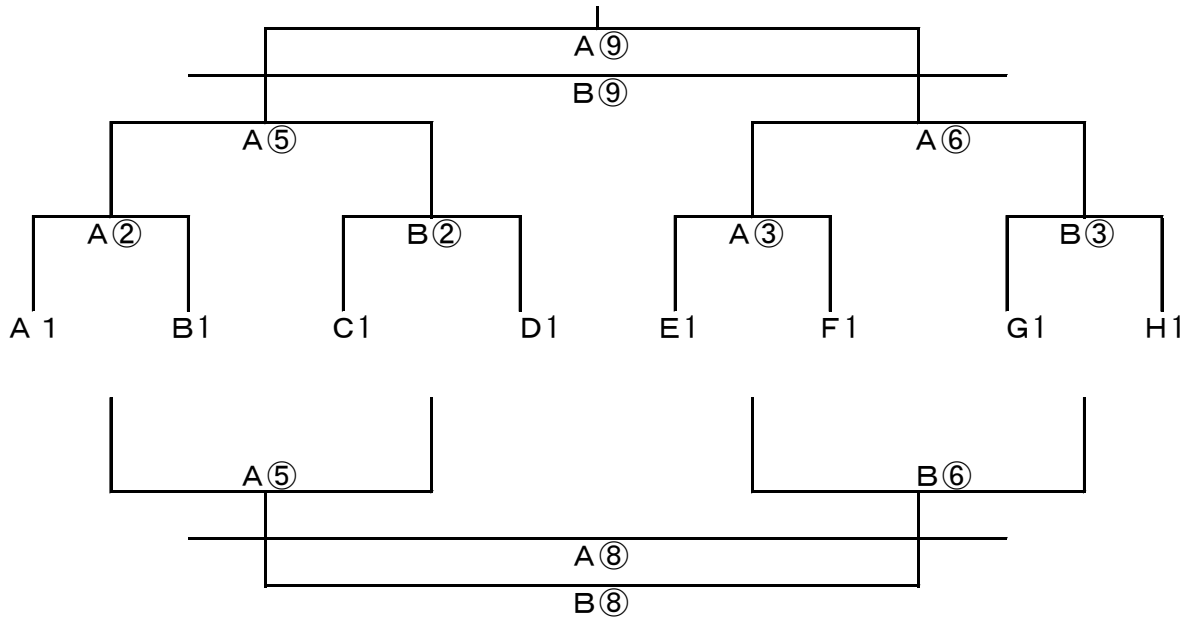 A⑨
B⑨
A⑤ A⑥
A② B② A③ B③
A 1 B1 C1 D1 E1 F1 G1 H1
A⑤ B⑥
A⑧
B⑧